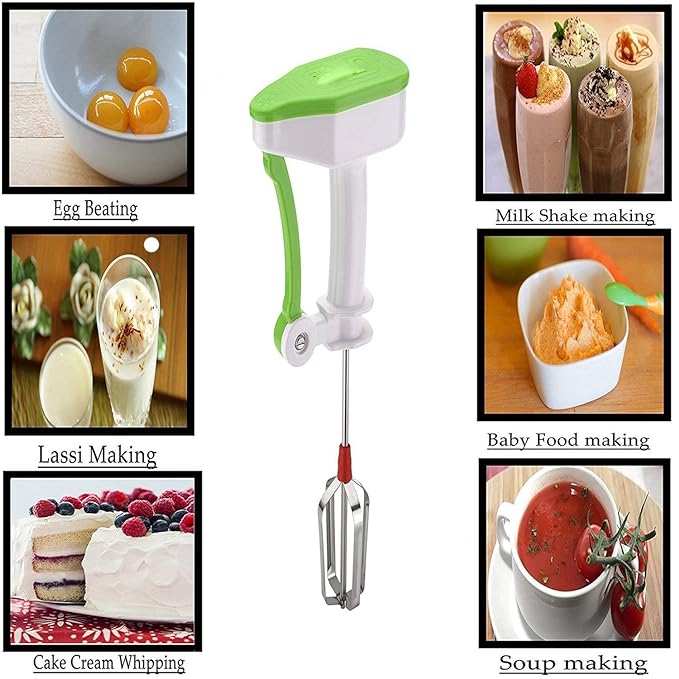 Egg Beating
Milk Shake making
Lassi Making
Baby Food making
Cake Cream Whipping
Soup making